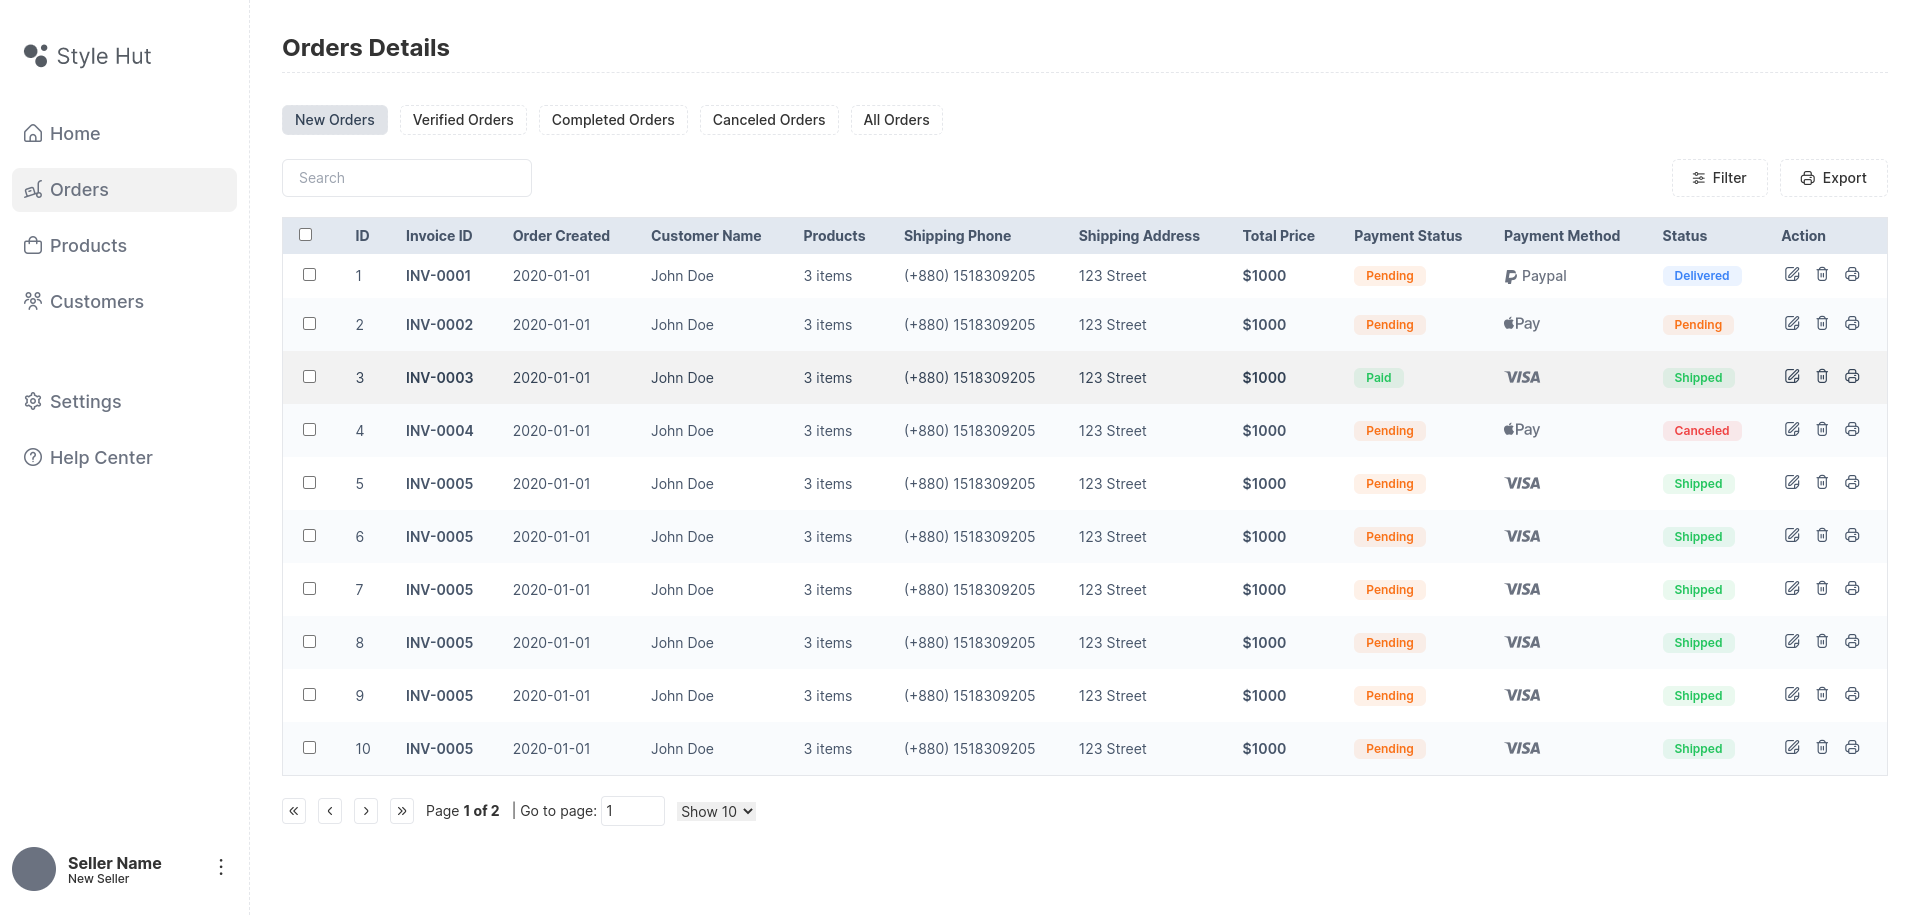 Style Hut
Home
Orders
Products
Customers
Settings
Help Center
Seller Name
New Seller
Orders Details
New Orders Verified Orders Completed Orders Canceled Orders All Orders
Search Filter Export
ID Invoice ID Order Created Customer Name Products Shipping Phone Shipping Address Total Price Payment Status Payment Method Status Action
1 INV-0001 2020-01-01 John Doe 3 items (+880) 1518309205 123 Street $1000 Pending Paypal Delivered
2 INV-0002 2020-01-01 John Doe 3 items (+880) 1518309205 123 Street $1000 Pending Pay Pending
3 INV-0003 2020-01-01 John Doe 3 items (+880) 1518309205 123 Street $1000 Paid VISA Shipped
4 INV-0004 2020-01-01 John Doe 3 items (+880) 1518309205 123 Street $1000 Pending Pay Canceled
5 INV-0005 2020-01-01 John Doe 3 items (+880) 1518309205 123 Street $1000 Pending VISA Shipped
6 INV-0005 2020-01-01 John Doe 3 items (+880) 1518309205 123 Street $1000 Pending VISA Shipped
7 INV-0005 2020-01-01 John Doe 3 items (+880) 1518309205 123 Street $1000 Pending VISA Shipped
8 INV-0005 2020-01-01 John Doe 3 items (+880) 1518309205 123 Street $1000 Pending VISA Shipped
9 INV-0005 2020-01-01 John Doe 3 items (+880) 1518309205 123 Street $1000 Pending VISA Shipped
10 INV-0005 2020-01-01 John Doe 3 items (+880) 1518309205 123 Street $1000 Pending VISA Shipped
« ‹ › » Page 1 of 2 | Go to page: 1 Show 10